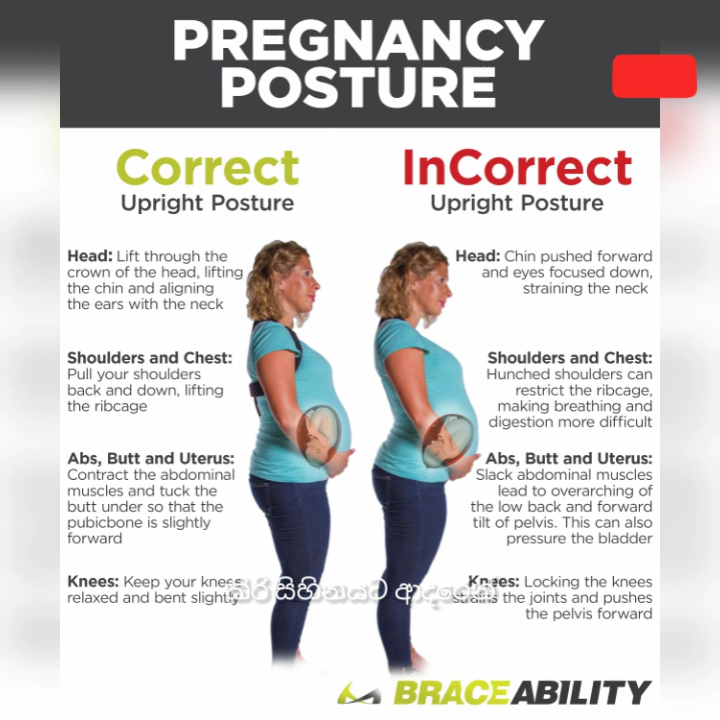 PREGNANCY
POSTURE
Correct
Upright Posture
Head: Lift through the
crown of the head, lifting
the chin and aligning
the ears with the neck
Shoulders and Chest:
Pull your shoulders
back and down, lifting
the ribcage
Abs, Butt and Uterus:
Contract the abdominal
muscles and tuck the
butt under so that the
pubicbone is slightly
forward
Knees: Keep your knees
relaxed and bent slightly
InCorrect
Upright Posture
Head: Chin pushed forward
and eyes focused down,
straining the neck
Shoulders and Chest:
Hunched shoulders can
restrict the ribcage,
making breathing and
digestion more difficult
Abs, Butt and Uterus:
Slack abdominal muscles
lead to overarching of
the low back and forward
tilt of pelvis. This can also
pressure the bladder
Knees: Locking the knees
strains the joints and pushes
the pelvis forward
කිරිසිහිනයට
BRACEABILITY